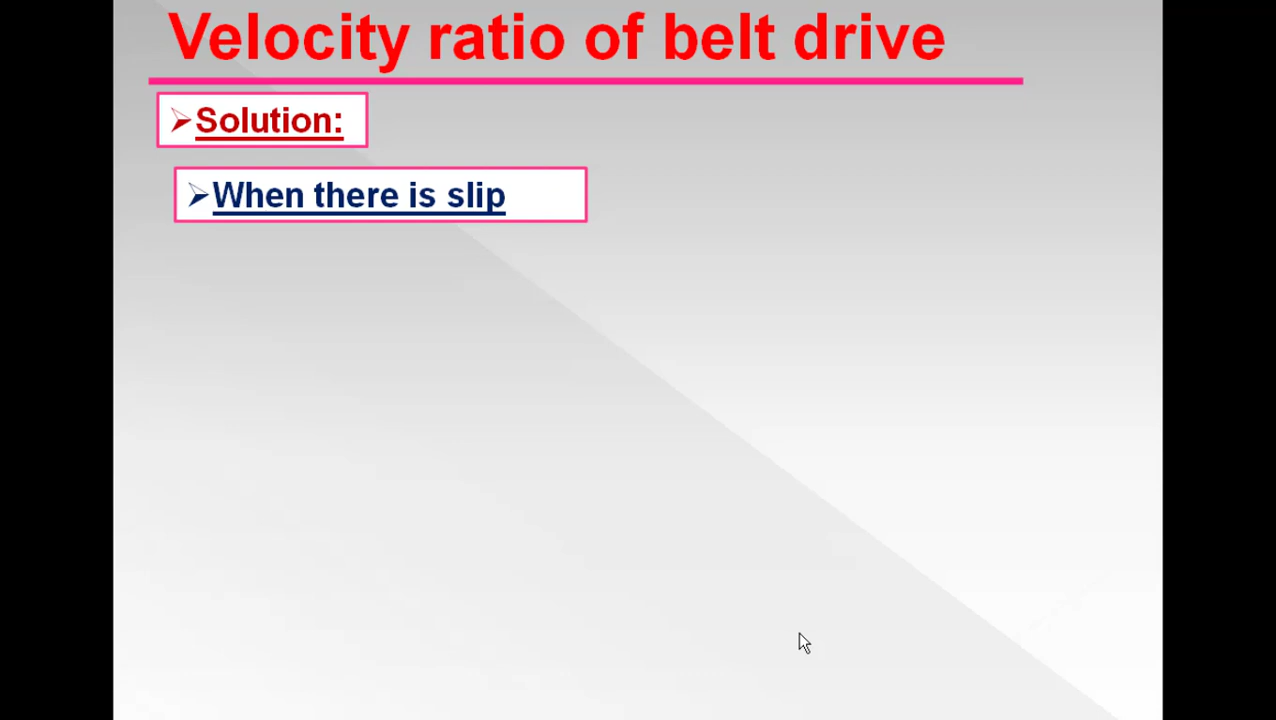 Velocity ratio of belt drive
Solution:
When there is slip